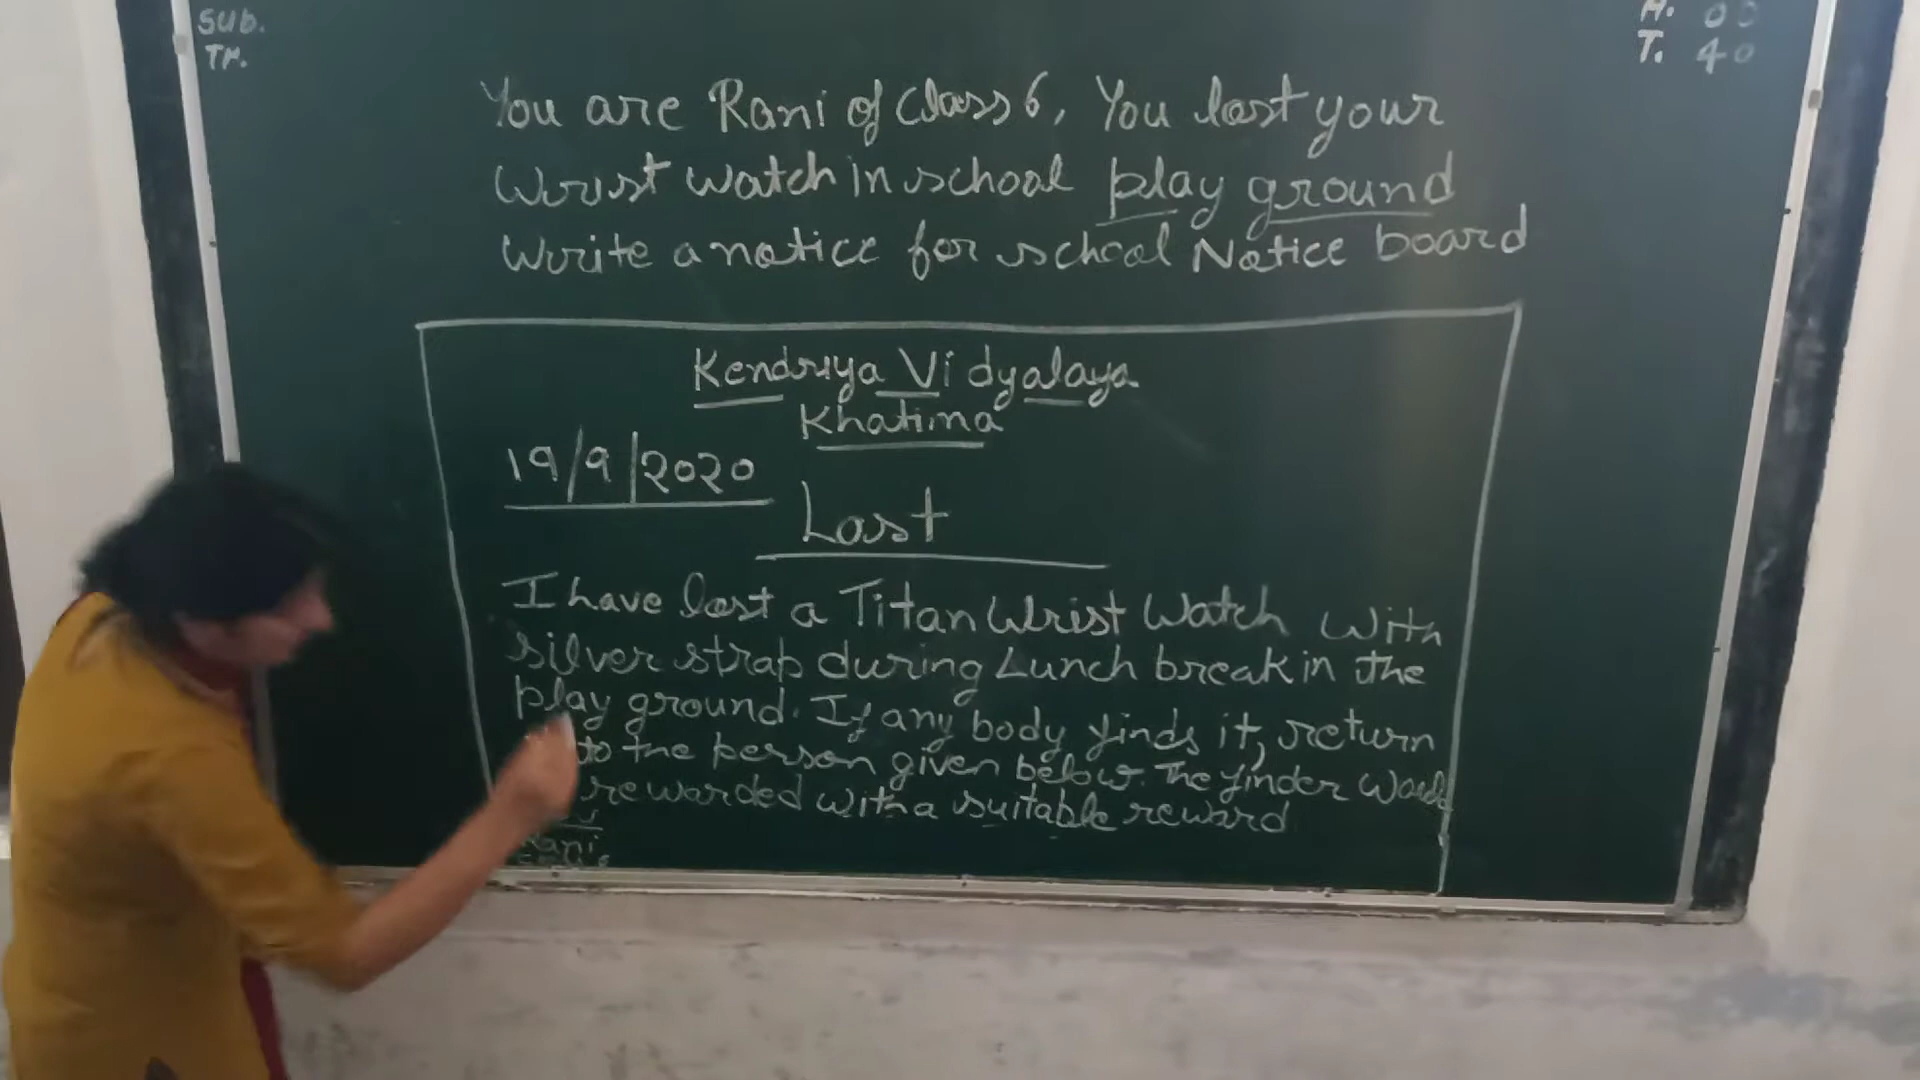 Sub.
TH.
H. 00
T. 40
You are Rani of class 6, You lost your
Wrist watch in school play ground
Write a notice for school Notice board
Kendriya Vidyalaya
Khatima
19/9/2020
Lost
I have lost a Titan Wrist Watch With
silver strap during Lunch break in the
play ground. If any body finds it, return
to the person given below. The finder Would
rewarded with a suitable reward
Rani